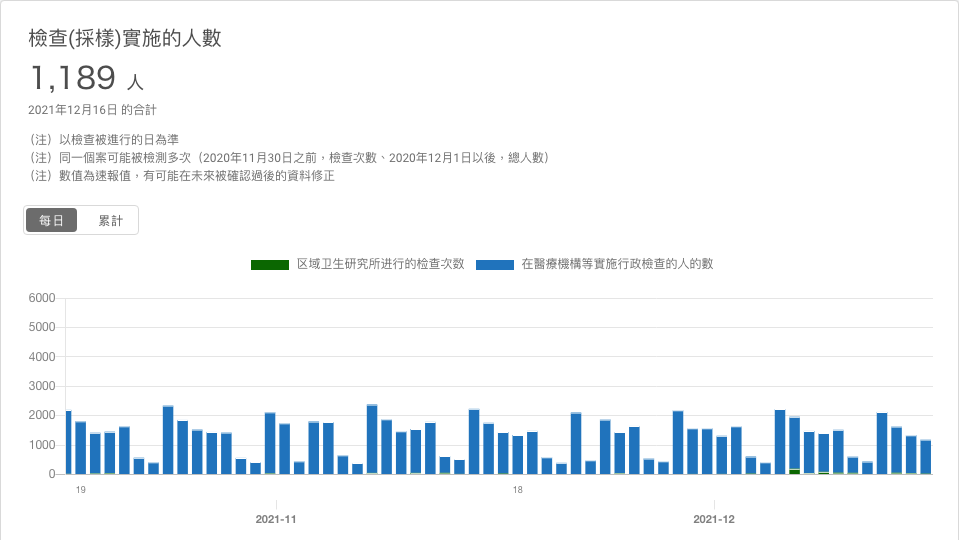 檢查(採樣)實施的人數
1,189 人
2021年12月16日 的合計
（注）以檢查被進行的日為準
（注）同一個案可能被檢測多次（2020年11月30日之前，檢查次數、2020年12月1日以後，總人數）
（注）數值為速報值，有可能在未來被確認過後的資料修正
每日 累計
区域卫生研究所进行的检查次数 在醫療機構等實施行政檢查的人的數
6000
5000
4000
3000
2000
1000
0
19 18
2021-11 2021-12